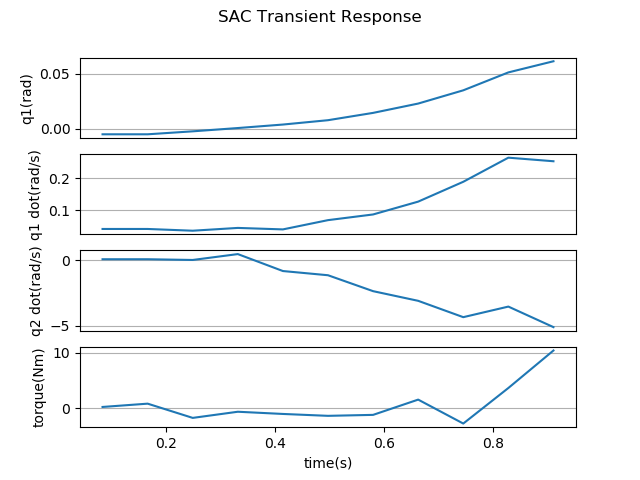 SAC Transient Response
q1(rad)
0.05
0.00
q1 dot(rad/s)
0.2
0.1
q2 dot(rad/s)
0
−5
torque(Nm)
10
0
0.2 0.4 0.6 0.8
time(s)